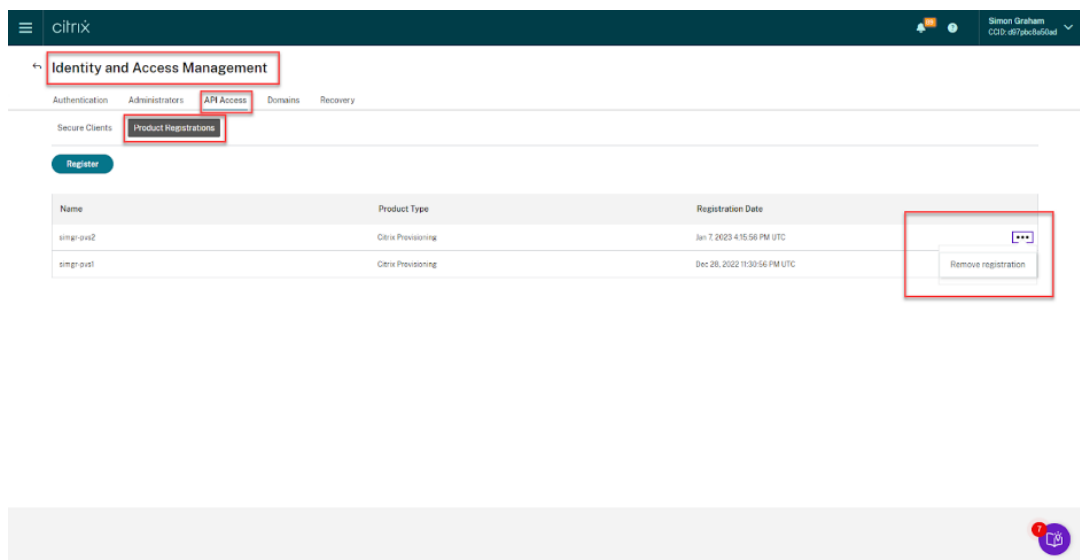 citrix
Simon Graham
CCID: d97pbc8a50ad
Identity and Access Management
Authentication Administrators API Access Domains Recovery
Secure Clients Product Registrations
Register
Name Product Type Registration Date
simgr-pvs2 Citrix Provisioning Jan 7, 2023 4:15:56 PM UTC
simgr-pvs1 Citrix Provisioning Dec 28, 2022 11:30:56 PM UTC
Remove registration
7